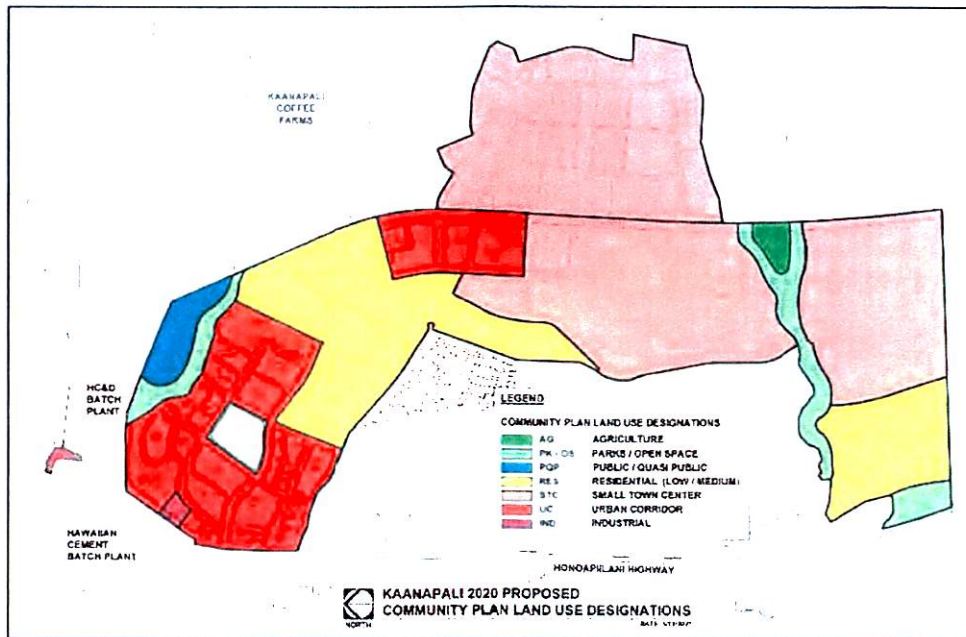 KAANAPALI
COFFEE
FARMS
HC&D
BATCH
PLANT
HAWAIIAN
CEMENT
BATCH PLANT
LEGEND
COMMUNITY PLAN LAND USE DESIGNATIONS
AG AGRICULTURE
PK - OS PARKS / OPEN SPACE
PQP PUBLIC / QUASI PUBLIC
RES RESIDENTIAL (LOW / MEDIUM)
STC SMALL TOWN CENTER
UC URBAN CORRIDOR
IND INDUSTRIAL
HONOAPIILANI HIGHWAY
KAANAPALI 2020 PROPOSED
COMMUNITY PLAN LAND USE DESIGNATIONS
NORTH